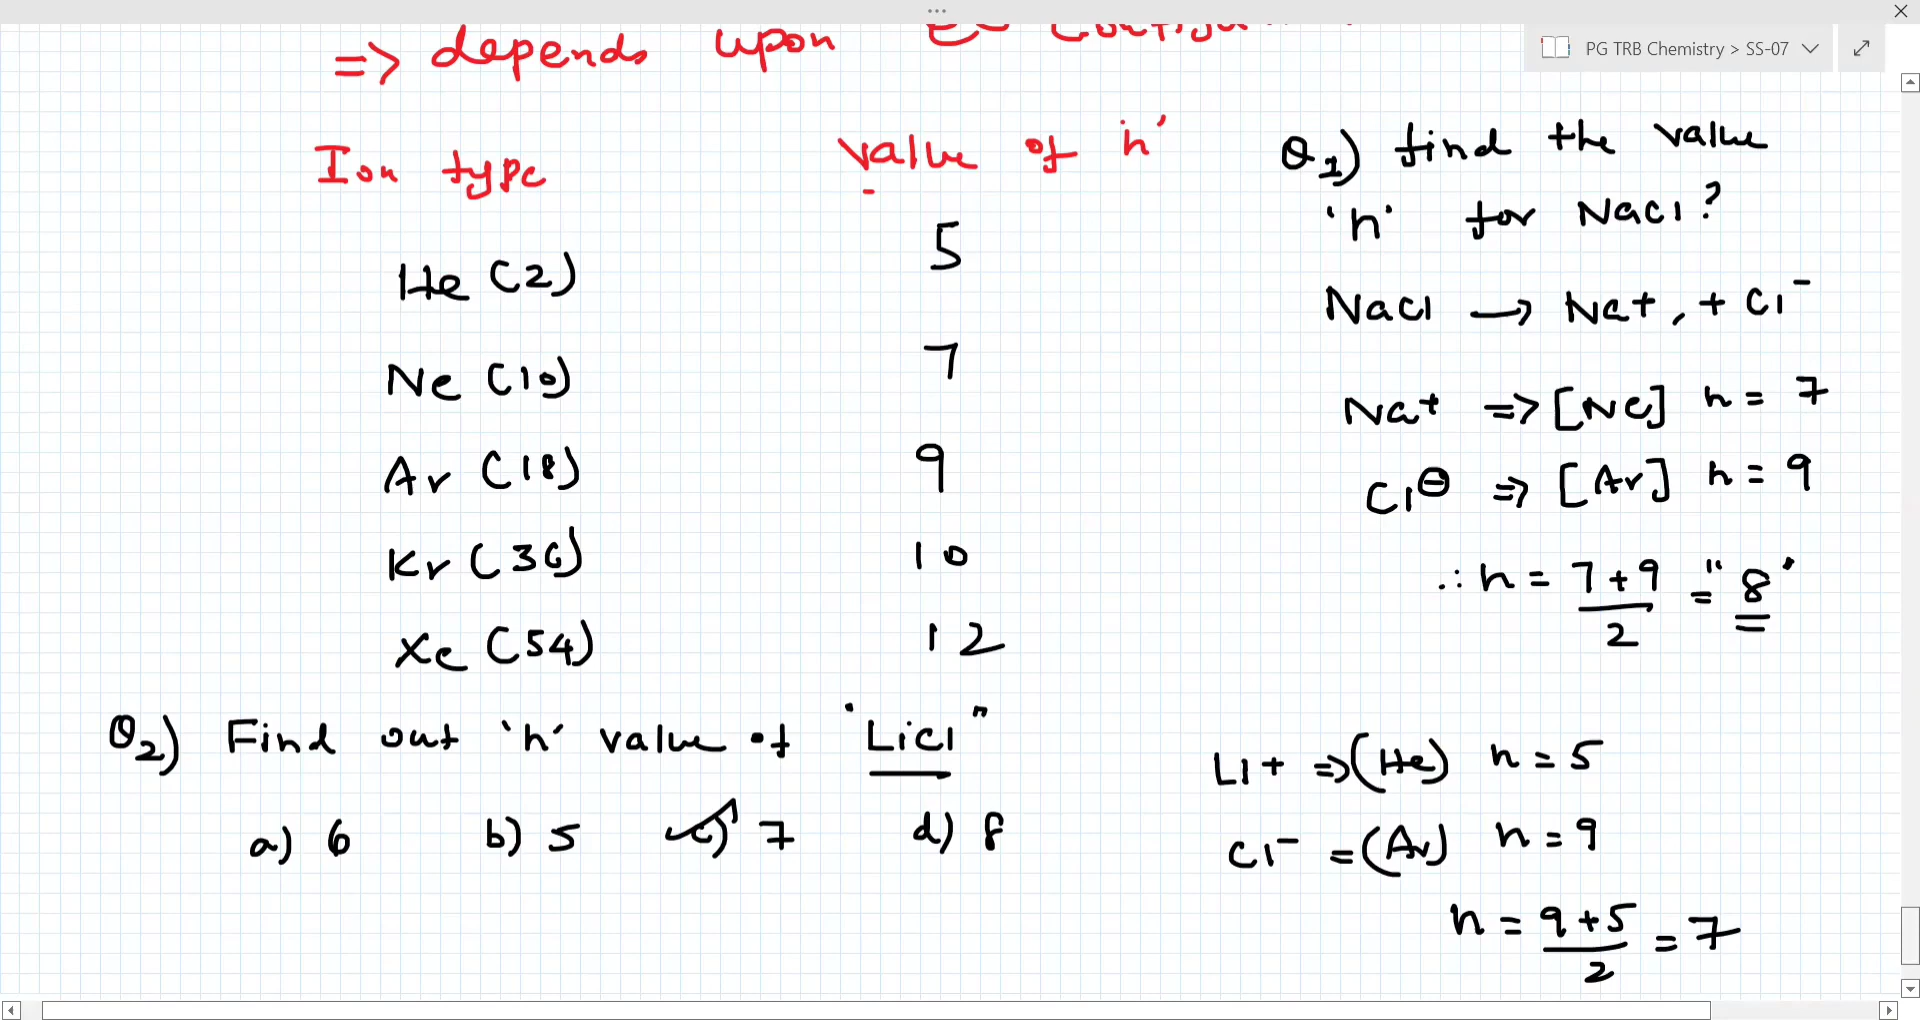 => depends upon
PG TRB Chemistry > SS-07
Ion type value of 'n'
He (2) 5
Ne (10) 7
Ar (18) 9
Kr (36) 10
Xe (54) 12
Q1) find the value
'n' for NaCl?
NaCl → Na+, + Cl-
Na+ => [Ne] n = 7
Cl⊖ => [Ar] n = 9
∴ n = 7+9/2 = "8"
Q2) Find out 'n' value of "LiCl"
a) 6 b) 5 c) 7 d) 8
Li+ => (He) n = 5
Cl- = (Ar) n = 9
n = 9+5/2 = 7